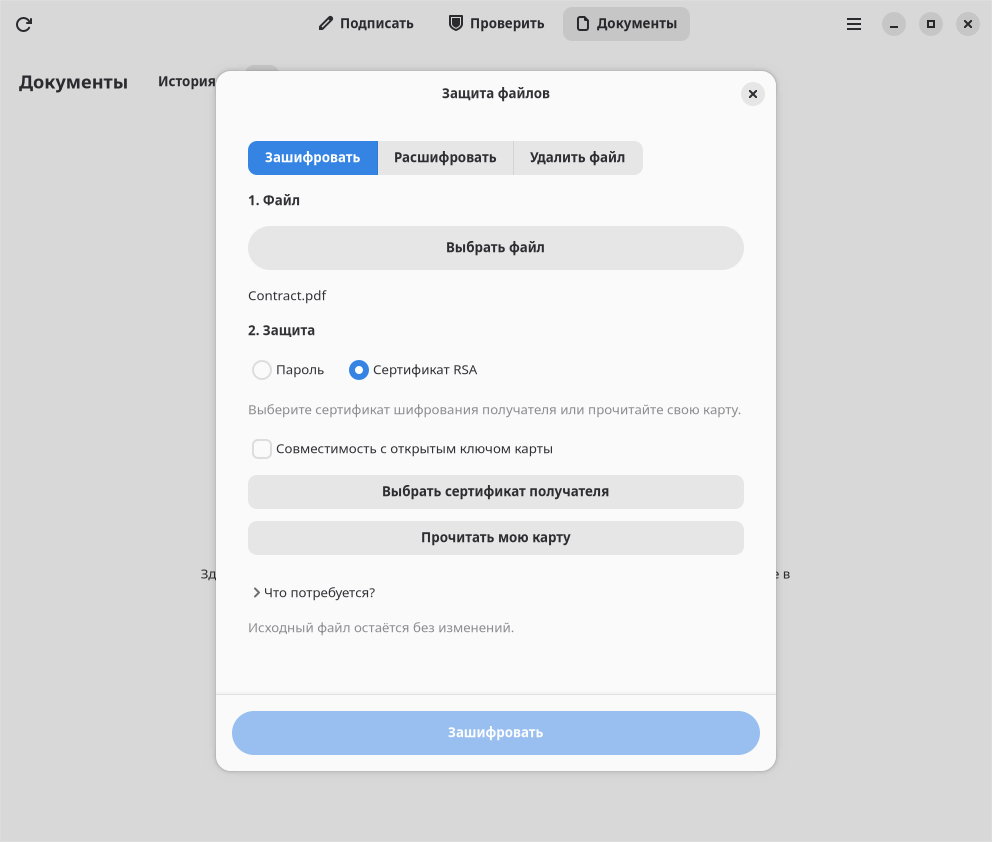 Подписать
Проверить
Документы
Документы
История
Защита файлов
Зашифровать
Расшифровать
Удалить файл
1. Файл
Выбрать файл
Contract.pdf
2. Защита
Пароль
Сертификат RSA
Выберите сертификат шифрования получателя или прочитайте свою карту.
Совместимость с открытым ключом карты
Выбрать сертификат получателя
Прочитать мою карту
Что потребуется?
Исходный файл остаётся без изменений.
Зашифровать